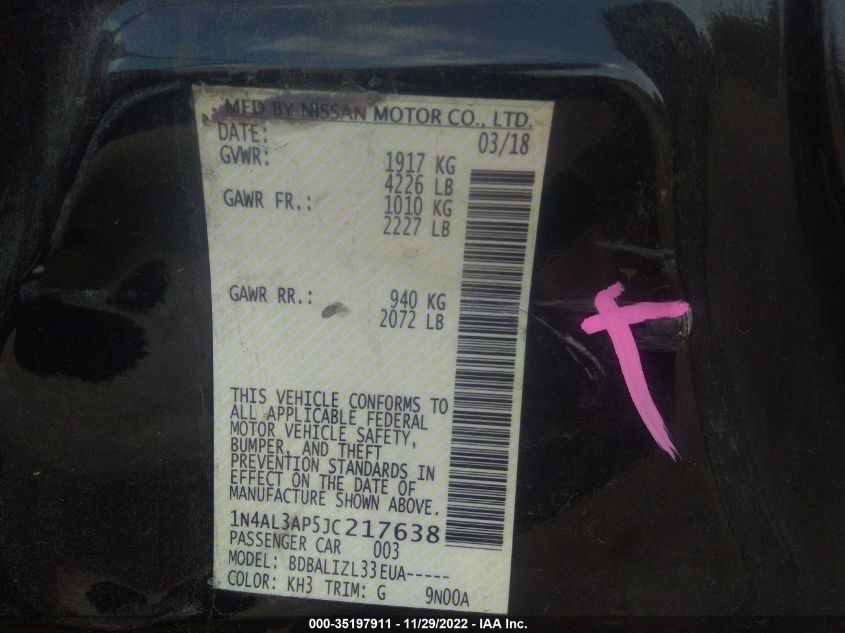 MFD BY NISSAN MOTOR CO., LTD.
DATE: 03/18
GVWR: 1917 KG
4226 LB
GAWR FR.: 1010 KG
2227 LB
GAWR RR.: 940 KG
2072 LB
THIS VEHICLE CONFORMS TO
ALL APPLICABLE FEDERAL
MOTOR VEHICLE SAFETY,
BUMPER, AND THEFT
PREVENTION STANDARDS IN
EFFECT ON THE DATE OF
MANUFACTURE SHOWN ABOVE.
1N4AL3AP5JC217638
PASSENGER CAR 003
MODEL: BDBALIZL33EUA-----
COLOR: KH3 TRIM: G 9N00A
000-35197911 - 11/29/2022 - IAA Inc.